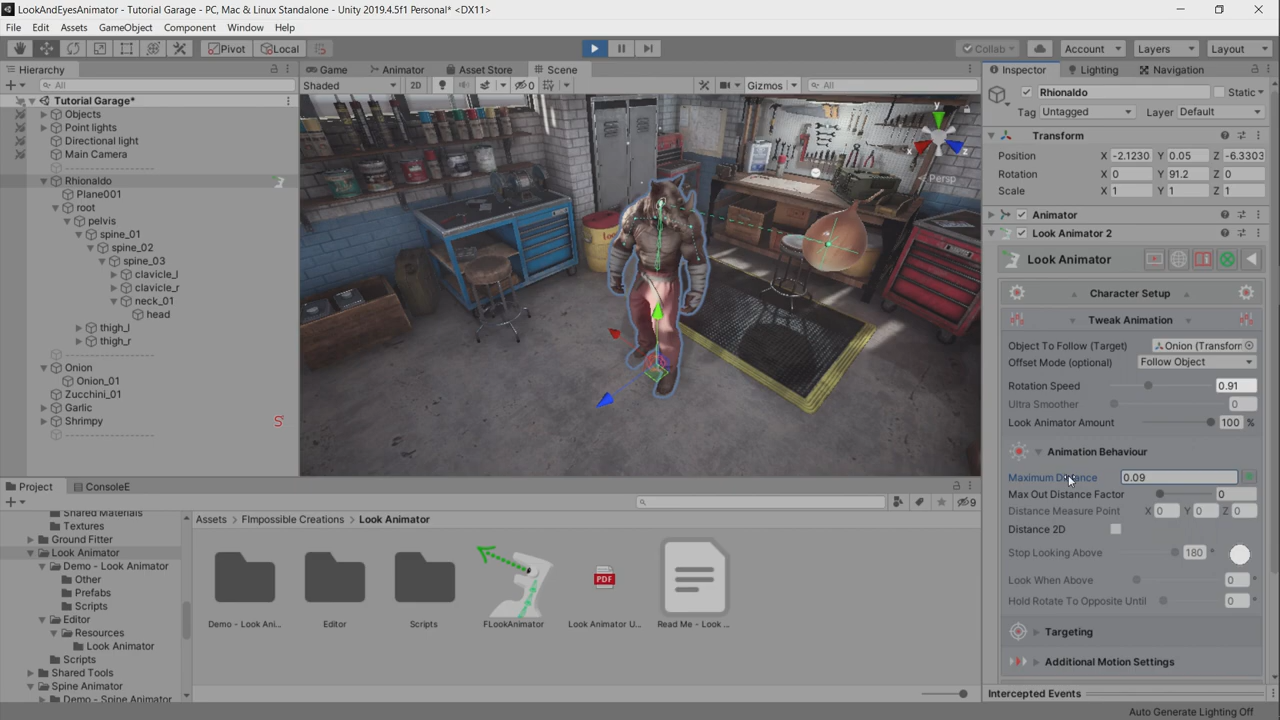 LookAndEyesAnimator - Tutorial Garage - PC, Mac & Linux Standalone - Unity 2019.4.5f1 Personal* <DX11>
File Edit Assets GameObject Component Window Help
Pivot Local Collab Account Layers Layout
Hierarchy
All
Tutorial Garage*
Objects
Point lights
Directional light
Main Camera
Rhionaldo
Plane001
root
pelvis
spine_01
spine_02
spine_03
clavicle_l
clavicle_r
neck_01
head
thigh_l
thigh_r
Onion
Onion_01
Zucchini_01
Garlic
Shrimpy
Game Animator Asset Store Scene
Shaded 2D 0 Gizmos All
y
x
z
Persp
Inspector Lighting Navigation
Rhionaldo Static
Tag Untagged Layer Default
Transform
Position X -2.1230 Y 0.05 Z -6.3303
Rotation X 0 Y 91.2 Z 0
Scale X 1 Y 1 Z 1
Animator
Look Animator 2
Look Animator
Character Setup
Tweak Animation
Object To Follow (Target) Onion (Transform
Offset Mode (optional) Follow Object
Rotation Speed 0.91
Ultra Smoother 0
Look Animator Amount 100 %
Animation Behaviour
Maximum Distance 0.09
Max Out Distance Factor 0
Distance Measure Point X 0 Y 0 Z 0
Distance 2D
Stop Looking Above 180 °
Look When Above 0 °
Hold Rotate To Opposite Until 0 °
Targeting
Additional Motion Settings
Intercepted Events
Auto Generate Lighting Off
Project ConsoleE
9
Shared Materials
Textures
Ground Fitter
Look Animator
Demo - Look Animator
Other
Prefabs
Scripts
Editor
Resources
Look Animator
Scripts
Shared Tools
Spine Animator
Demo - Spine Animator
Assets > FImpossible Creations > Look Animator
Demo - Look Ani... Editor Scripts FLookAnimator Look Animator U... Read Me - Look ...
PDF